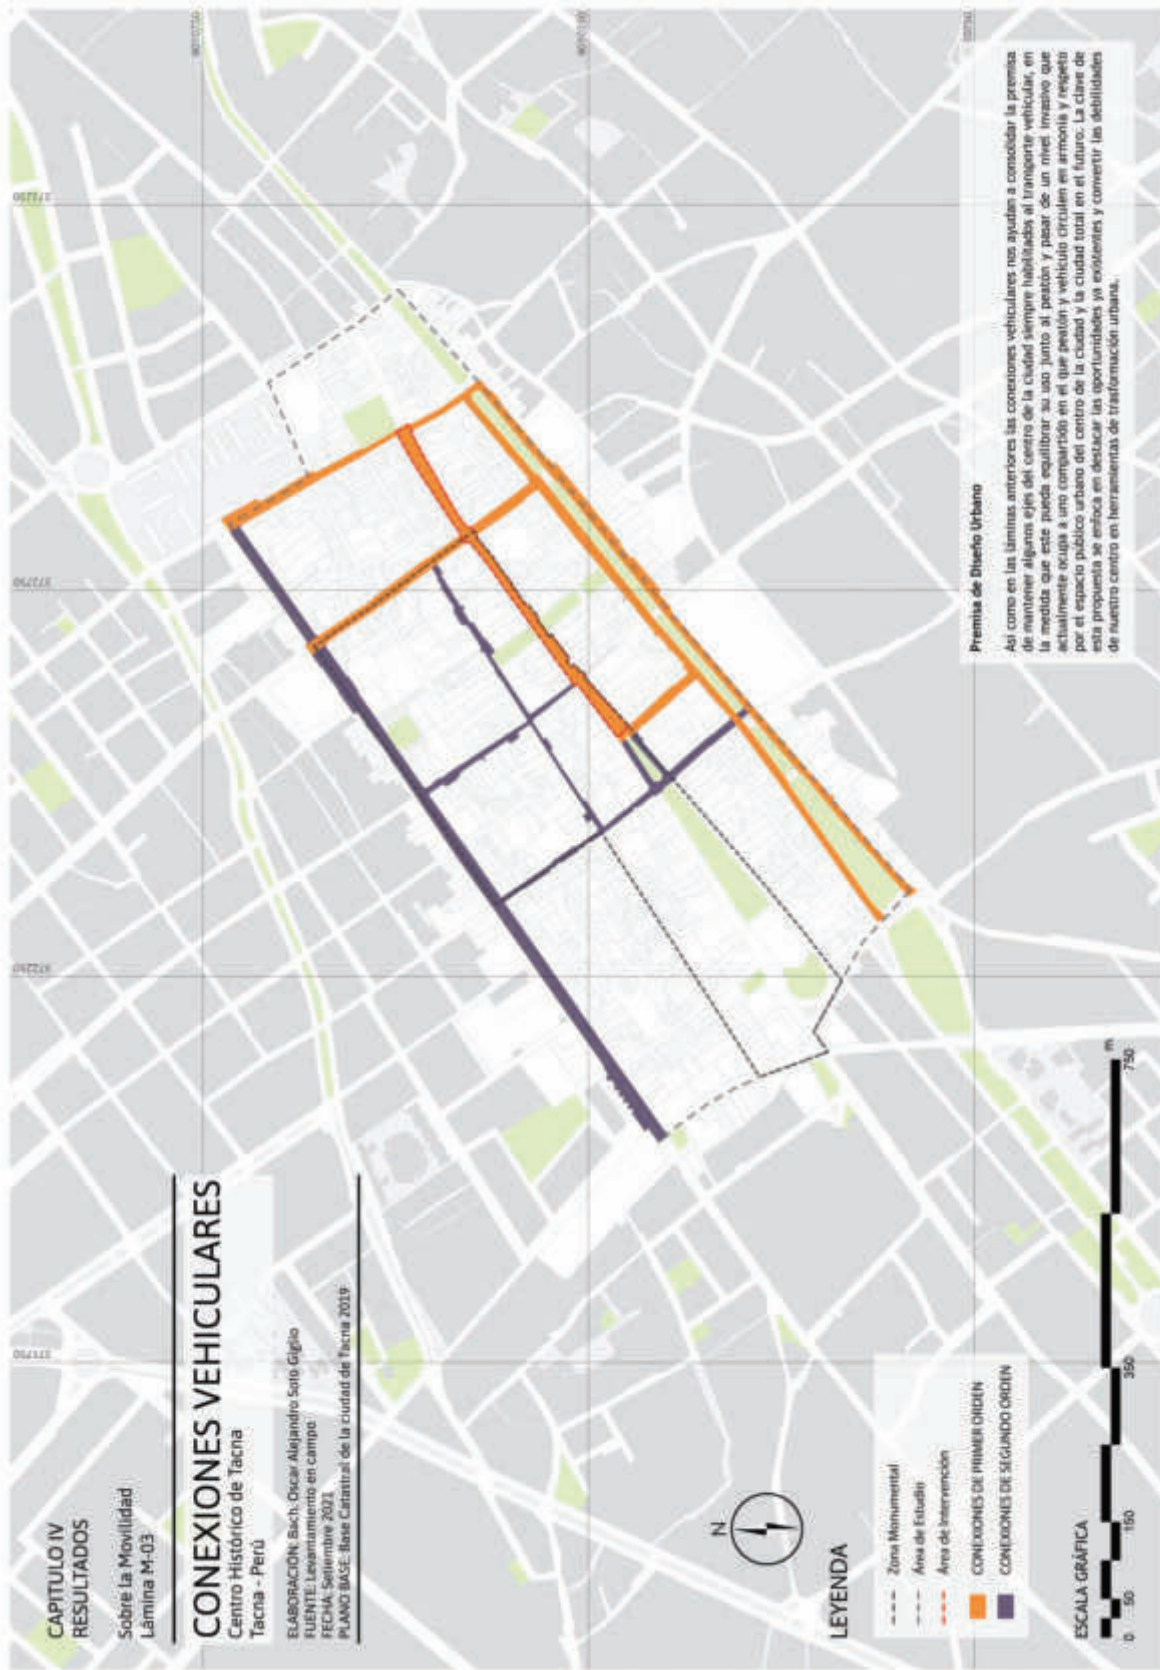 CAPITULO IV
RESULTADOS
Sobre la Movilidad
Lámina M-03
CONEXIONES VEHICULARES
Centro Histórico de Tacna
Tacna - Perú
ELABORACIÓN: Bach. Oscar Alejandro Soto Giglio
FUENTE: Levantamiento en campo
FECHA: Setiembre 2021
PLANO BASE: Base Catastral de la ciudad de Tacna 2019
N
LEYENDA
Zona Monumental
Área de Estudio
Área de Intervención
CONEXIONES DE PRIMER ORDEN
CONEXIONES DE SEGUNDO ORDEN
ESCALA GRÁFICA
0 50 150 350 750
m
371750
372250
372750
373250
Premisa de Diseño Urbano
Así como en las láminas anteriores las conexiones vehiculares nos ayudan a consolidar la premisa
de mantener algunos ejes del centro de la ciudad siempre habilitados al transporte vehicular, en
la medida que este pueda equilibrar su uso junto al peatón y pasar de un nivel invasivo que
actualmente ocupa a uno compartido en el que peatón y vehículo circulen en armonía y respeto
por el espacio público urbano del centro de la ciudad y la ciudad total en el futuro. La clave de
esta propuesta se enfoca en destacar las oportunidades ya existentes y convertir las debilidades
de nuestro centro en herramientas de trasformación urbana.